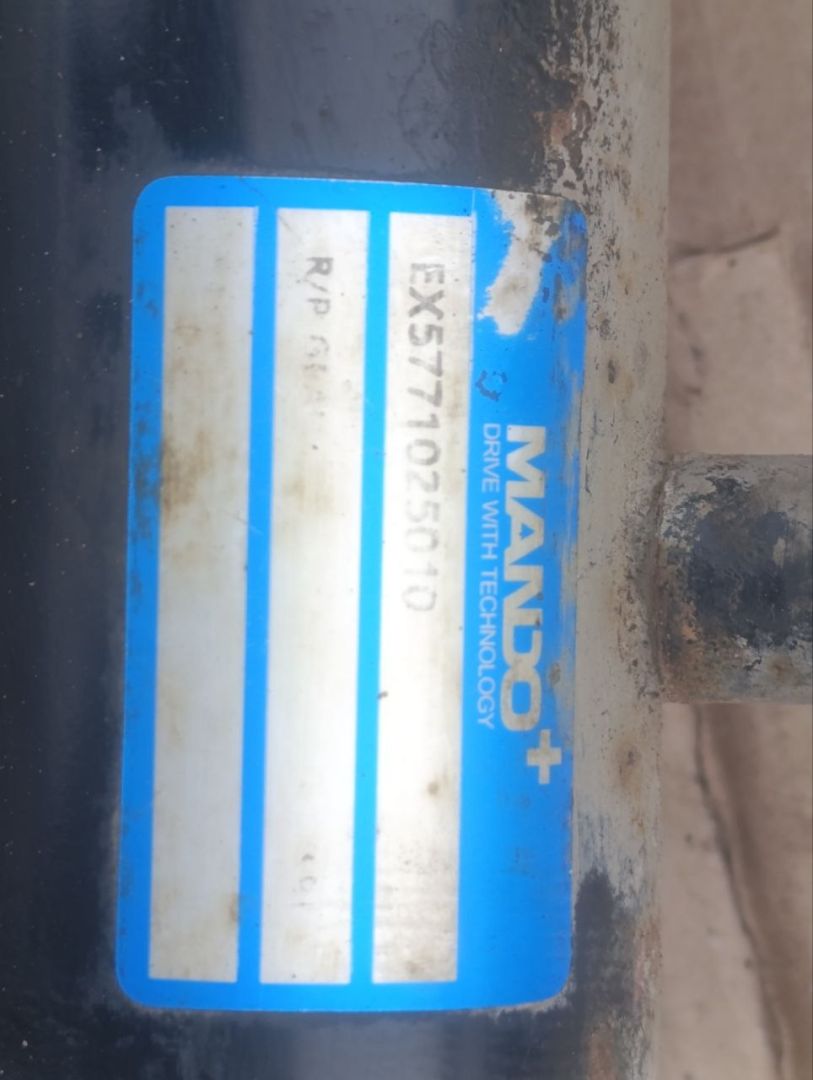 MANDO+
DRIVE WITH TECHNOLOGY
EX5771025010
R/P